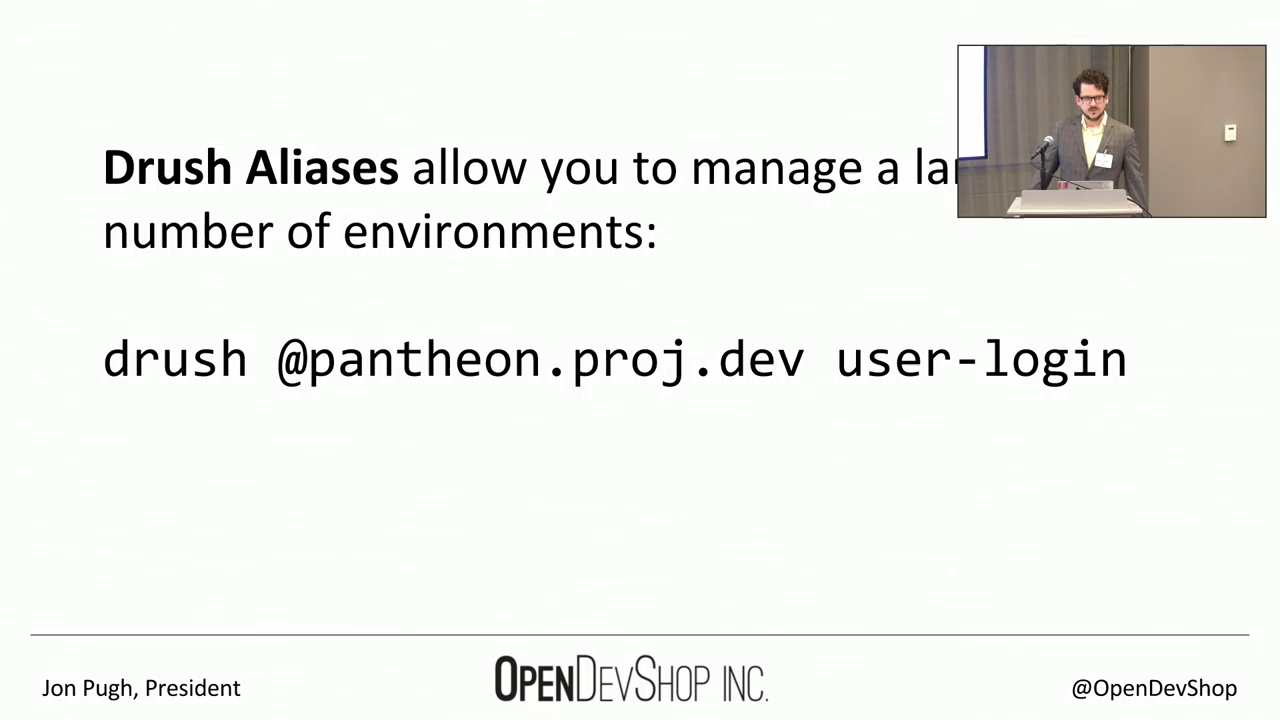 Drush Aliases allow you to manage a
number of environments:
drush @pantheon.proj.dev user-login
Jon Pugh, President
OPENDEVSHOP INC.
@OpenDevShop